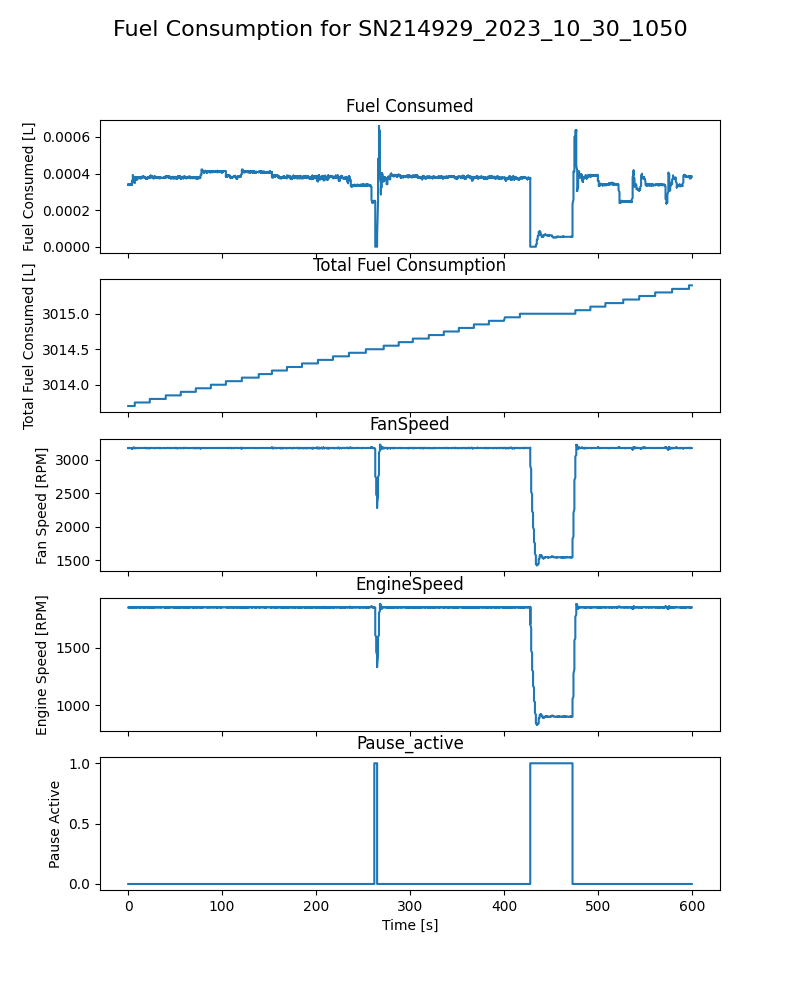 Fuel Consumption for SN214929_2023_10_30_1050
Fuel Consumed
Fuel Consumed [L]
0.0006
0.0004
0.0002
0.0000
Total Fuel Consumption
Total Fuel Consumed [L]
3015.0
3014.5
3014.0
FanSpeed
Fan Speed [RPM]
3000
2500
2000
1500
EngineSpeed
Engine Speed [RPM]
1500
1000
Pause_active
Pause Active
1.0
0.5
0.0
0 100 200 300 400 500 600
Time [s]